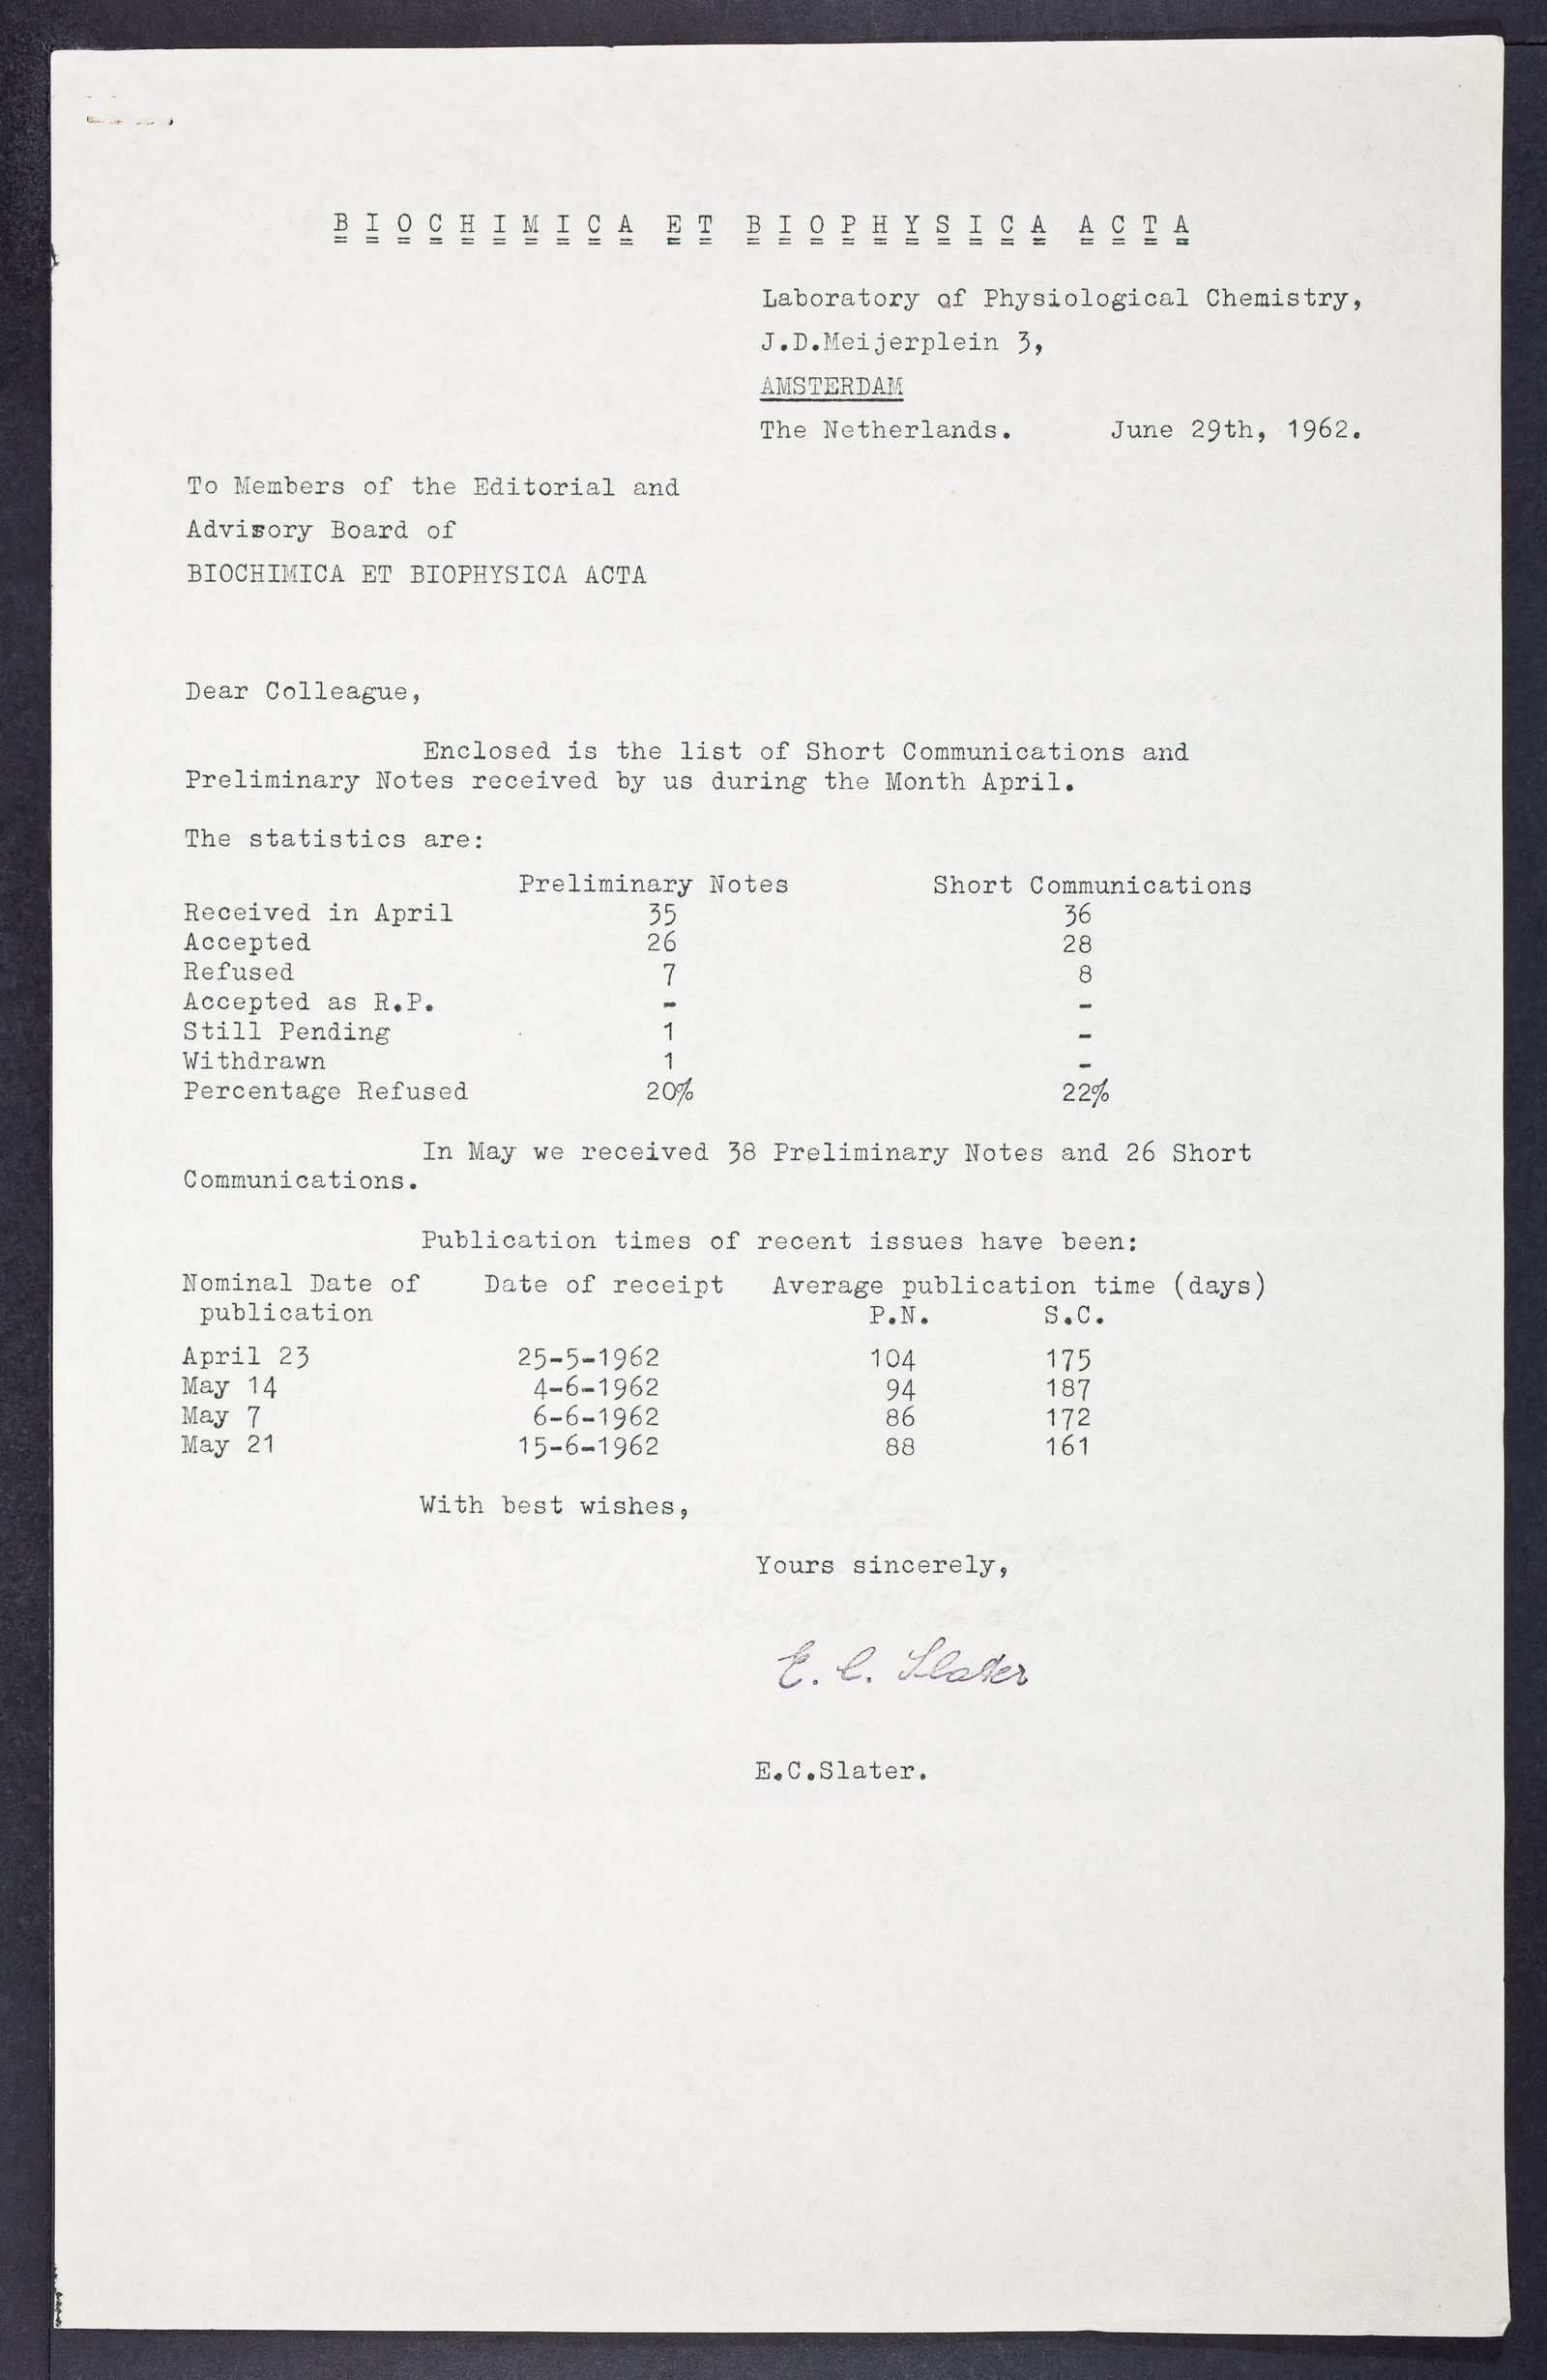 BIOCHIMICA ET BIOPHYSICA ACTA
Laboratory of Physiological Chemistry,
J.D.Meijerplein 3,
AMSTERDAM
The Netherlands. June 29th, 1962.
To Members of the Editorial and
Advisory Board of
BIOCHIMICA ET BIOPHYSICA ACTA
Dear Colleague,
Enclosed is the list of Short Communications and
Preliminary Notes received by us during the Month April.
The statistics are:
Preliminary Notes Short Communications
Received in April 35 36
Accepted 26 28
Refused 7 8
Accepted as R.P. - -
Still Pending 1 -
Withdrawn 1 -
Percentage Refused 20% 22%
In May we received 38 Preliminary Notes and 26 Short
Communications.
Publication times of recent issues have been:
Nominal Date of Date of receipt Average publication time (days)
publication P.N. S.C.
April 23 25-5-1962 104 175
May 14 4-6-1962 94 187
May 7 6-6-1962 86 172
May 21 15-6-1962 88 161
With best wishes,
Yours sincerely,
E. C. Slater
E.C.Slater.